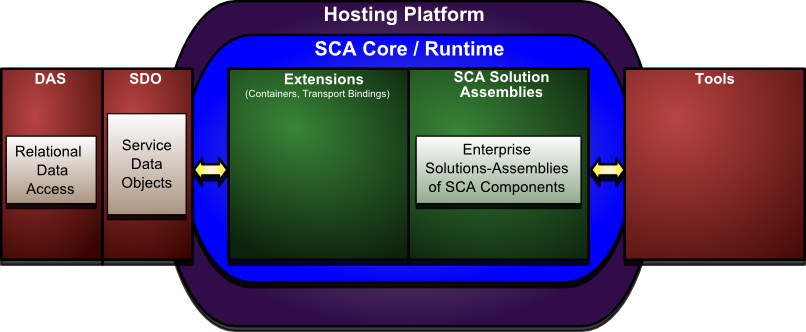 Hosting Platform
SCA Core / Runtime
DAS
SDO
Extensions
(Containers, Transport Bindings)
SCA Solution
Assemblies
Tools
Relational
Data
Access
Service
Data
Objects
Enterprise
Solutions-Assemblies
of SCA Components